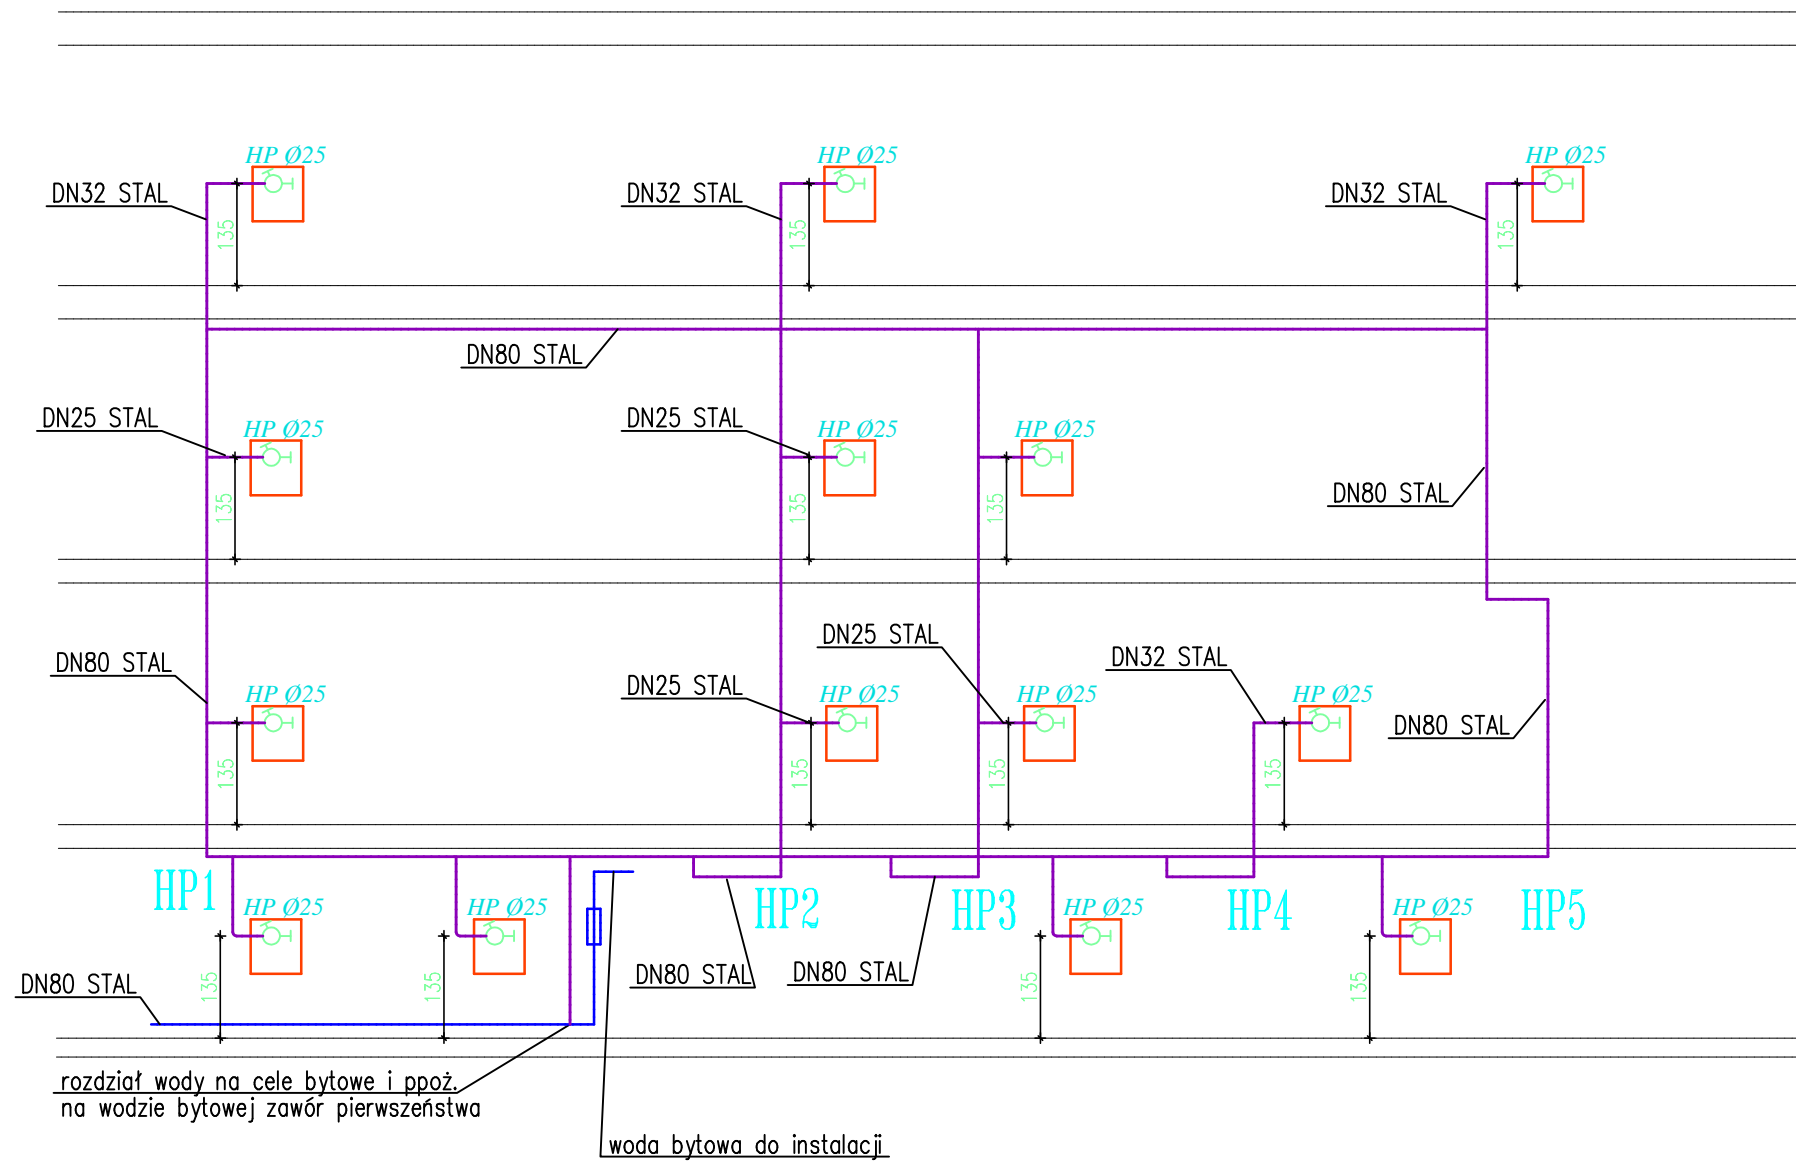 HP Ø25
HP Ø25
HP Ø25
DN32 STAL
DN32 STAL
DN32 STAL
135
135
135
DN80 STAL
DN25 STAL
HP Ø25
DN25 STAL
HP Ø25
HP Ø25
135
135
135
DN80 STAL
DN25 STAL
DN80 STAL
DN32 STAL
HP Ø25
DN25 STAL
HP Ø25
HP Ø25
HP Ø25
DN80 STAL
135
135
135
135
HP1
HP2
HP3
HP4
HP5
HP Ø25
HP Ø25
HP Ø25
HP Ø25
DN80 STAL
DN80 STAL
DN80 STAL
135
135
135
135
rozdział wody na cele bytowe i ppoż.
na wodzie bytowej zawór pierwszeństwa
woda bytowa do instalacji